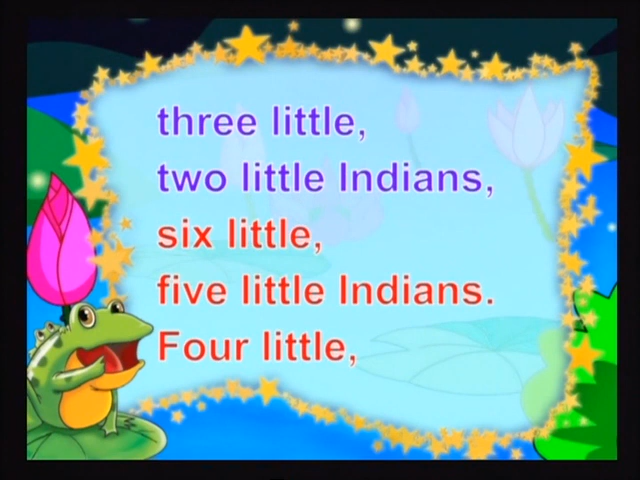 three little,
two little Indians,
six little,
five little Indians.
Four little,